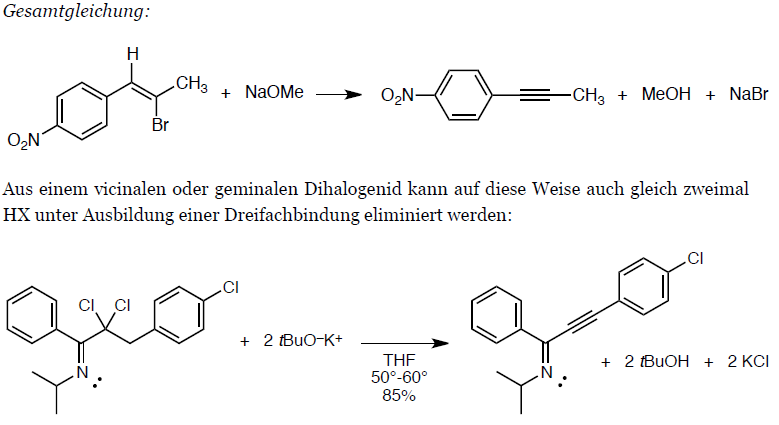 Gesamtgleichung:
H
CH3
Br
O2N
+ NaOMe
O2N
CH3
+ MeOH + NaBr
Aus einem vicinalen oder geminalen Dihalogenid kann auf diese Weise auch gleich zweimal
HX unter Ausbildung einer Dreifachbindung eliminiert werden:
Cl Cl
Cl
N
+ 2 tBuO–K+
THF
50°-60°
85%
Cl
N
+ 2 tBuOH + 2 KCl